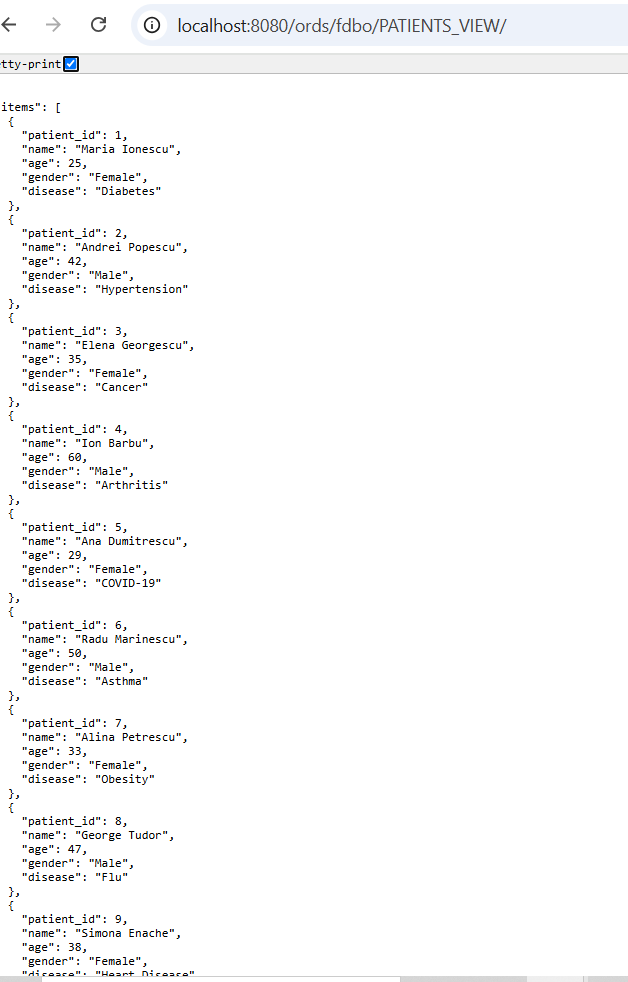 localhost:8080/ords/fdbo/PATIENTS_VIEW/
tty-print
items": [
{
"patient_id": 1,
"name": "Maria Ionescu",
"age": 25,
"gender": "Female",
"disease": "Diabetes"
},
{
"patient_id": 2,
"name": "Andrei Popescu",
"age": 42,
"gender": "Male",
"disease": "Hypertension"
},
{
"patient_id": 3,
"name": "Elena Georgescu",
"age": 35,
"gender": "Female",
"disease": "Cancer"
},
{
"patient_id": 4,
"name": "Ion Barbu",
"age": 60,
"gender": "Male",
"disease": "Arthritis"
},
{
"patient_id": 5,
"name": "Ana Dumitrescu",
"age": 29,
"gender": "Female",
"disease": "COVID-19"
},
{
"patient_id": 6,
"name": "Radu Marinescu",
"age": 50,
"gender": "Male",
"disease": "Asthma"
},
{
"patient_id": 7,
"name": "Alina Petrescu",
"age": 33,
"gender": "Female",
"disease": "Obesity"
},
{
"patient_id": 8,
"name": "George Tudor",
"age": 47,
"gender": "Male",
"disease": "Flu"
},
{
"patient_id": 9,
"name": "Simona Enache",
"age": 38,
"gender": "Female",
"disease": "Heart Disease"